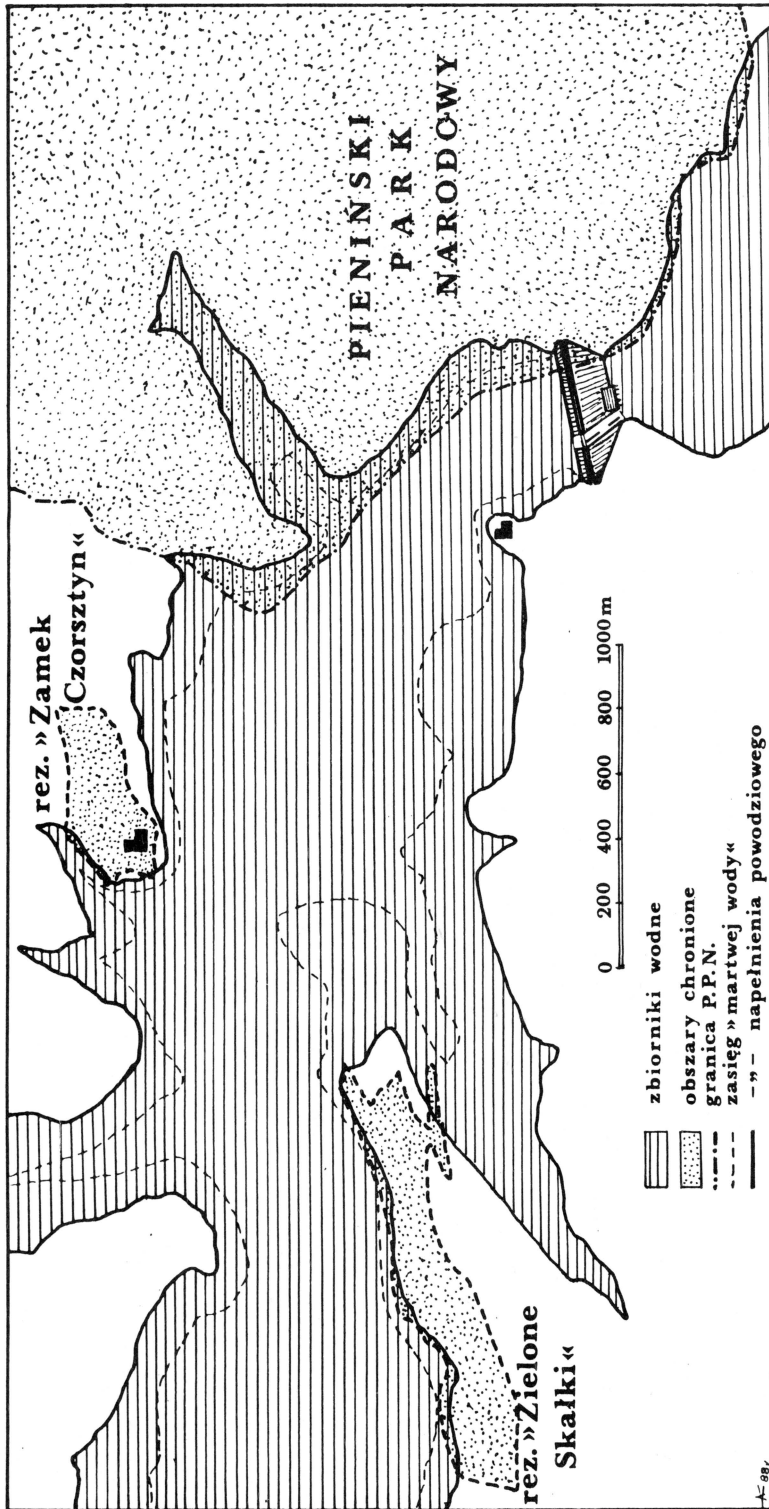 PIENIŃSKI
PARK
NARODOWY
rez. »Zamek
Czorsztyn«
rez. »Zielone
Skałki«
0 200 400 600 800 1000 m
zbiorniki wodne
obszary chronione
granica P.P.N.
zasięg »martwej wody«
-„- napełnienia powodziowego